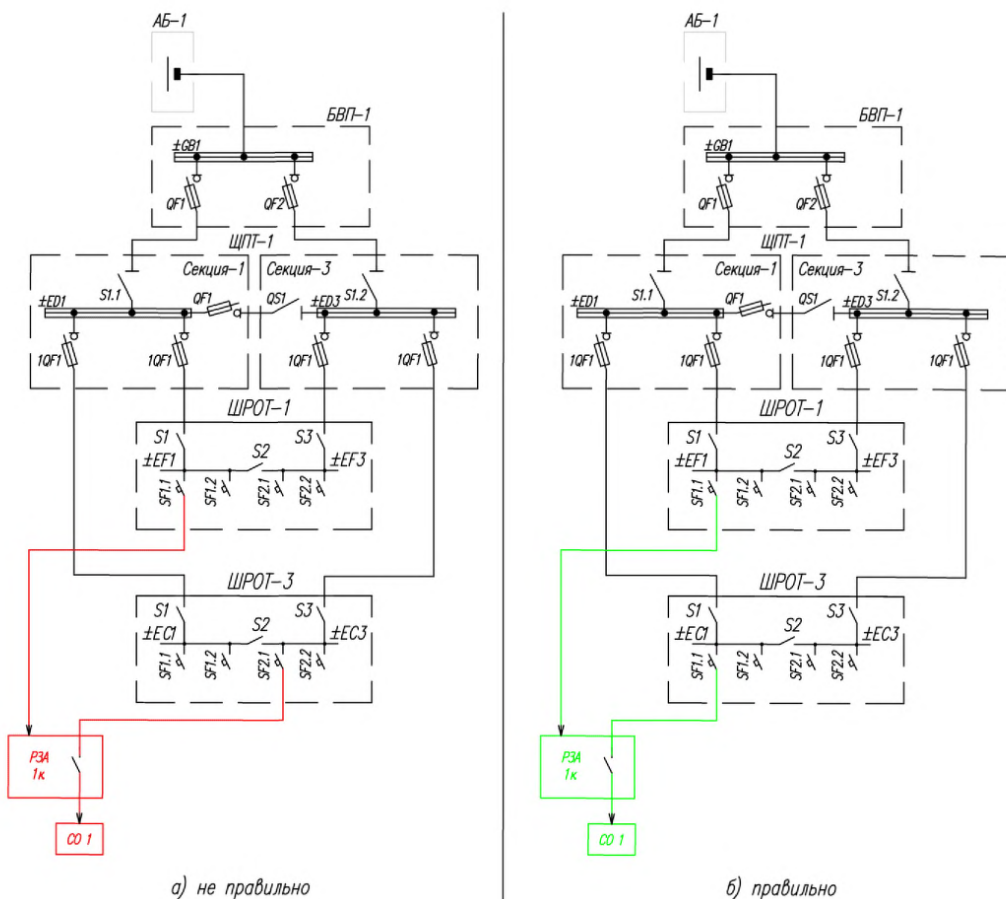 АБ-1
БВП-1
±GB1
QF1
QF2
ЩПТ-1
Секция-1
Секция-3
S1.1
QF1
QS1
S1.2
±ED1
±ED3
1QF1
1QF1
1QF1
1QF1
ШРОТ-1
S1
S2
S3
±EF1
±EF3
SF1.1
SF1.2
SF2.1
SF2.2
ШРОТ-3
S1
S2
S3
±EC1
±EC3
SF1.1
SF1.2
SF2.1
SF2.2
РЗА
1к
СО 1
а) не правильно
АБ-1
БВП-1
±GB1
QF1
QF2
ЩПТ-1
Секция-1
Секция-3
S1.1
QF1
QS1
S1.2
±ED1
±ED3
1QF1
1QF1
1QF1
1QF1
ШРОТ-1
S1
S2
S3
±EF1
±EF3
SF1.1
SF1.2
SF2.1
SF2.2
ШРОТ-3
S1
S2
S3
±EC1
±EC3
SF1.1
SF1.2
SF2.1
SF2.2
РЗА
1к
СО 1
б) правильно